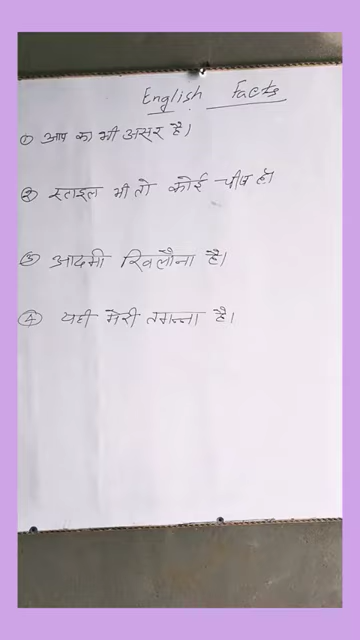 English Facts
① आप का भी असर है।
② स्टाइल भी तो कोई चीज है।
③ आदमी खिलौना है।
④ यही मेरी तमन्ना है।